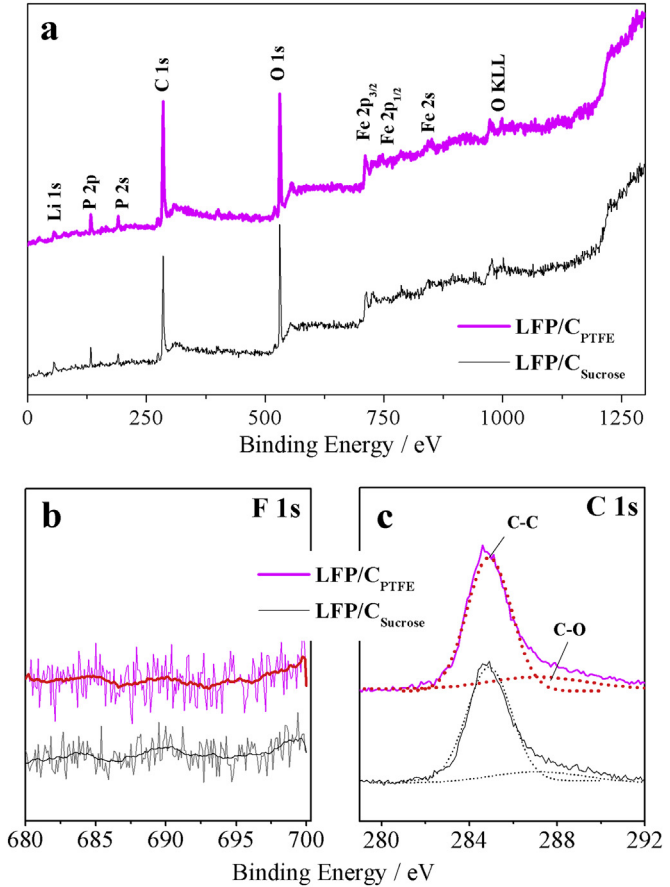 a
Li 1s
P 2p
P 2s
C 1s
O 1s
Fe 2p3/2
Fe 2p1/2
Fe 2s
O KLL
LFP/CPTFE
LFP/CSucrose
0 250 500 750 1000 1250
Binding Energy / eV
b F 1s
c C 1s
C-C
LFP/CPTFE
LFP/CSucrose
C-O
680 685 690 695 700
280 284 288 292
Binding Energy / eV